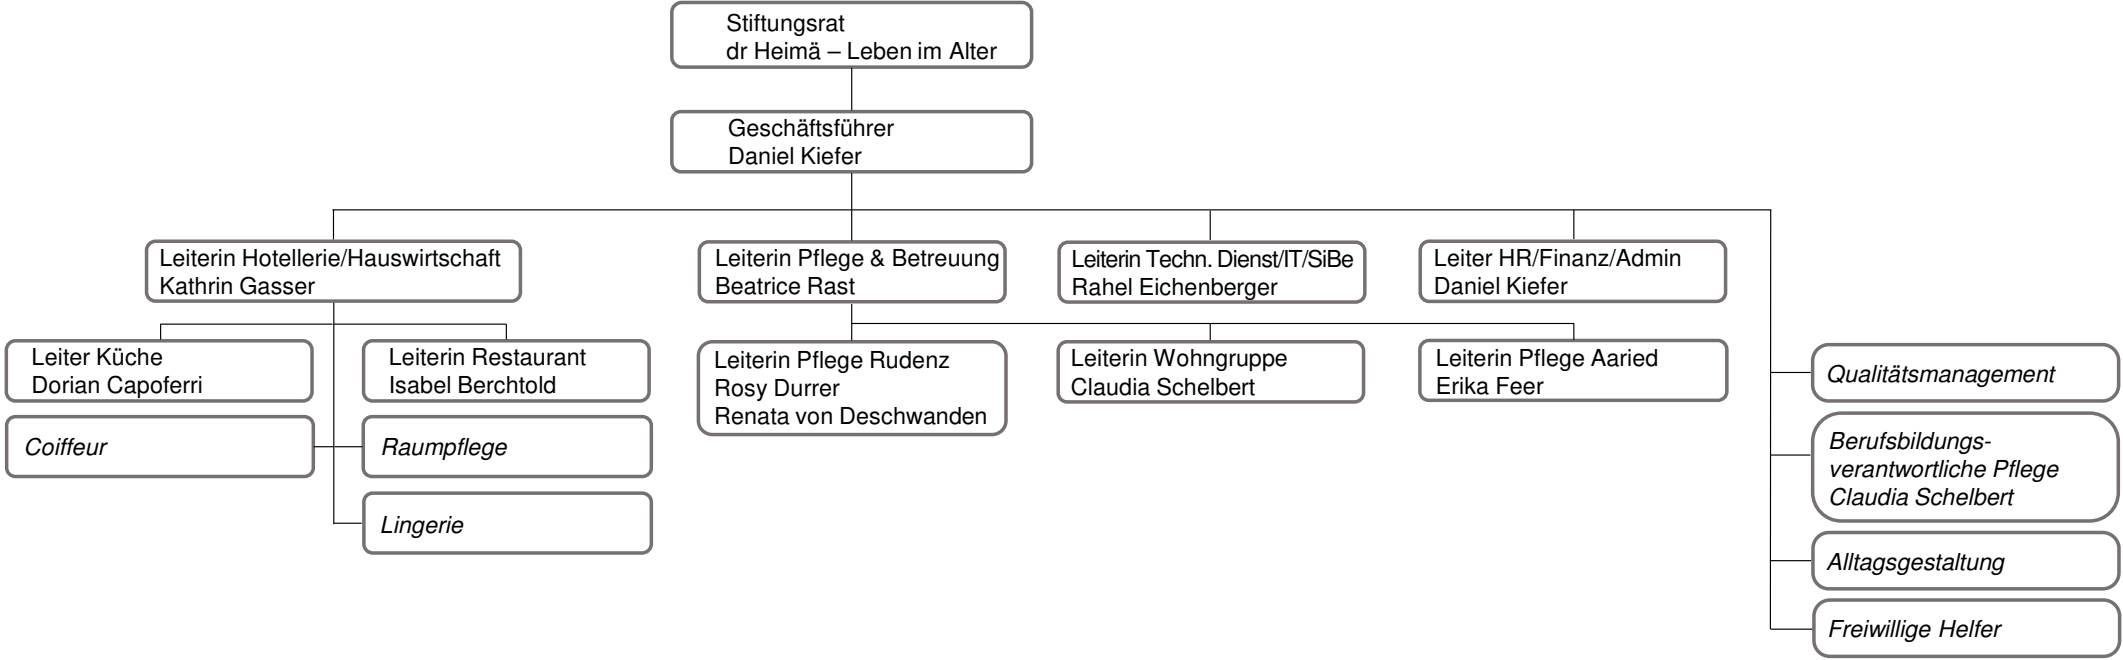 Stiftungsrat
dr Heimä – Leben im Alter
Geschäftsführer
Daniel Kiefer
Leiterin Hotellerie/Hauswirtschaft
Kathrin Gasser
Leiterin Pflege & Betreuung
Beatrice Rast
Leiterin Techn. Dienst/IT/SiBe
Rahel Eichenberger
Leiter HR/Finanz/Admin
Daniel Kiefer
Leiter Küche
Dorian Capoferri
Leiterin Restaurant
Isabel Berchtold
Leiterin Pflege Rudenz
Rosy Durrer
Renata von Deschwanden
Leiterin Wohngruppe
Claudia Schelbert
Leiterin Pflege Aaried
Erika Feer
Coiffeur
Raumpflege
Lingerie
Qualitätsmanagement
Berufsbildungs-
verantwortliche Pflege
Claudia Schelbert
Alltagsgestaltung
Freiwillige Helfer